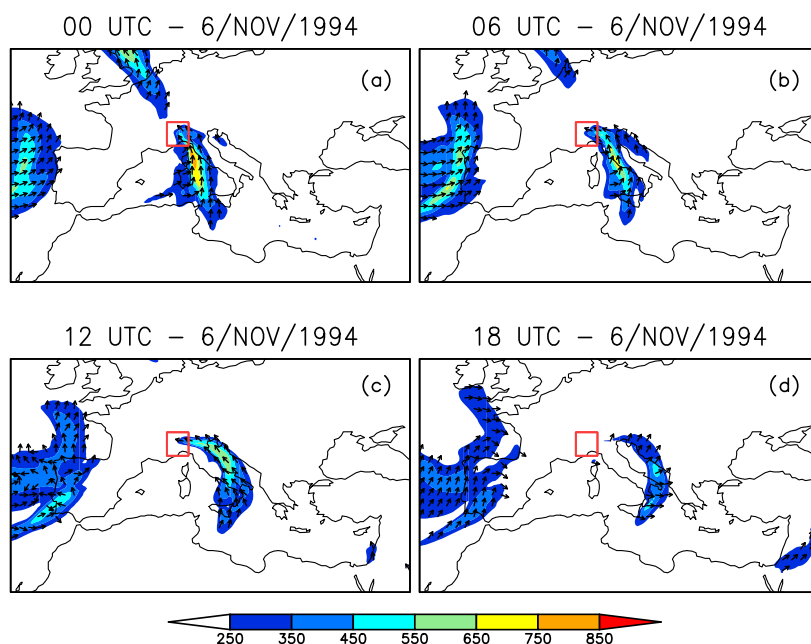 00 UTC - 6/NOV/1994
06 UTC - 6/NOV/1994
(a)
(b)
12 UTC - 6/NOV/1994
18 UTC - 6/NOV/1994
(c)
(d)
250 350 450 550 650 750 850